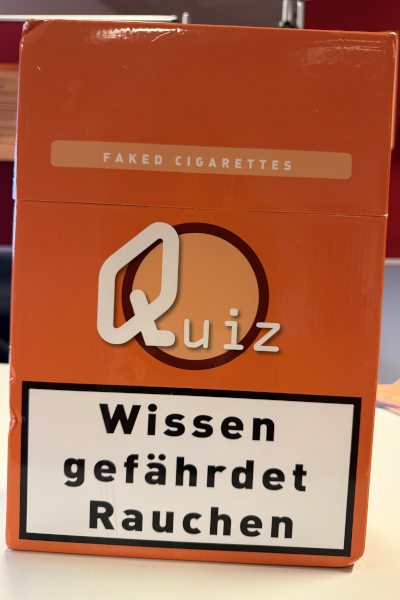 FAKED CIGARETTES
Quiz
Wissen
gefährdet
Rauchen